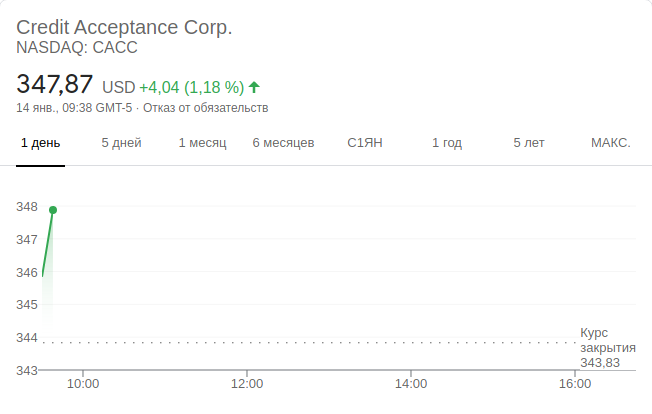 Credit Acceptance Corp.
NASDAQ: CACC
347,87 USD +4,04 (1,18 %)
14 янв., 09:38 GMT-5 · Отказ от обязательств
1 день 5 дней 1 месяц 6 месяцев С1ЯН 1 год 5 лет МАКС.
348
347
346
345
344
343
Курс
закрытия
343,83
10:00 12:00 14:00 16:00